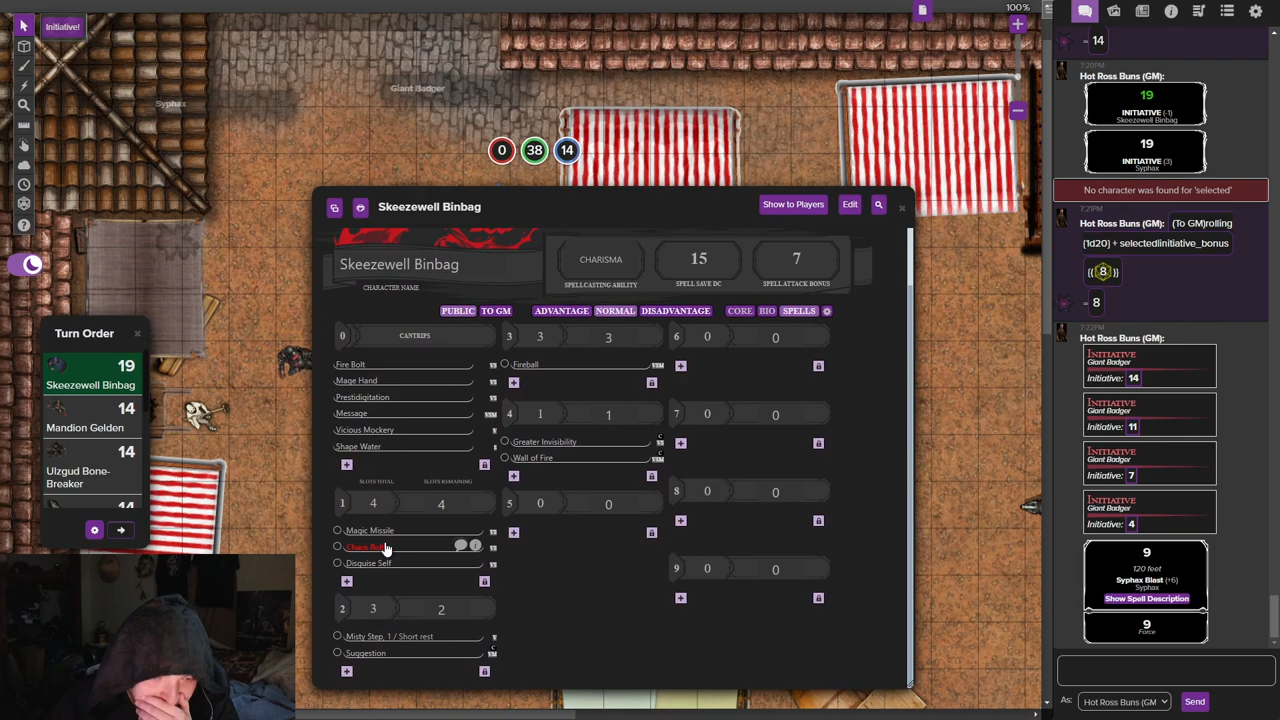 Initiative!
100%
Syphax
Giant Badger
0
38
14
Turn Order
19
Skeezewell Binbag
14
Mandion Gelden
14
Ulzgud Bone-
Breaker
Skeezewell Binbag
Show to Players
Edit
Skeezewell Binbag
CHARACTER NAME
CHARISMA
SPELLCASTING ABILITY
15
SPELL SAVE DC
7
SPELL ATTACK BONUS
PUBLIC
TO GM
ADVANTAGE
NORMAL
DISADVANTAGE
CORE
BIO
SPELLS
0
CANTRIPS
Fire Bolt
Mage Hand
Prestidigitation
Message
Vicious Mockery
Shape Water
SLOTS TOTAL
SLOTS REMAINING
1
4
4
Magic Missile
Disguise Self
2
3
2
Misty Step, 1 / Short rest
Suggestion
3
3
3
Fireball
4
1
1
Greater Invisibility
Wall of Fire
5
0
0
6
0
0
7
0
0
8
0
0
9
0
0
= 14
7:20PM
Hot Ross Buns (GM):
19
INITIATIVE (-1)
Skeezewell Binbag
19
INITIATIVE (3)
Syphax
No character was found for 'selected'
7:21PM
Hot Ross Buns (GM): (To GM)rolling
[1d20] + selected|initiative_bonus
((8))
= 8
7:22PM
Hot Ross Buns (GM):
INITIATIVE
Giant Badger
Initiative: 14
INITIATIVE
Giant Badger
Initiative: 11
INITIATIVE
Giant Badger
Initiative: 7
INITIATIVE
Giant Badger
Initiative: 4
9
120 feet
Syphax Blast (+6)
Syphax
Show Spell Description
9
Force
As:
Hot Ross Buns (GM
Send